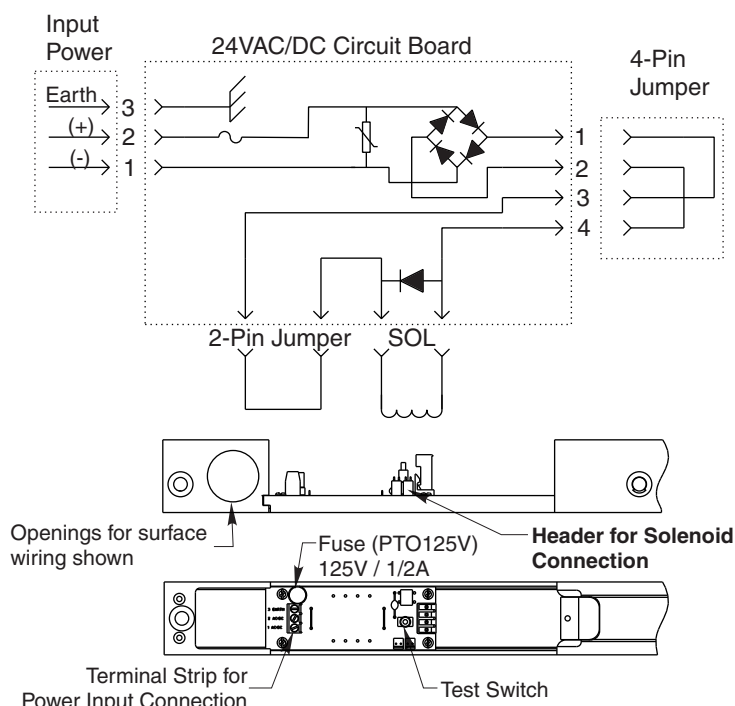 Input
Power
24VAC/DC Circuit Board
4-Pin
Jumper
Earth
3
(+)
2
(-)
1
1
2
3
4
2-Pin Jumper
SOL
Openings for surface
wiring shown
Fuse (PTO125V)
125V / 1/2A
Header for Solenoid
Connection
Terminal Strip for
Power Input Connection
Test Switch